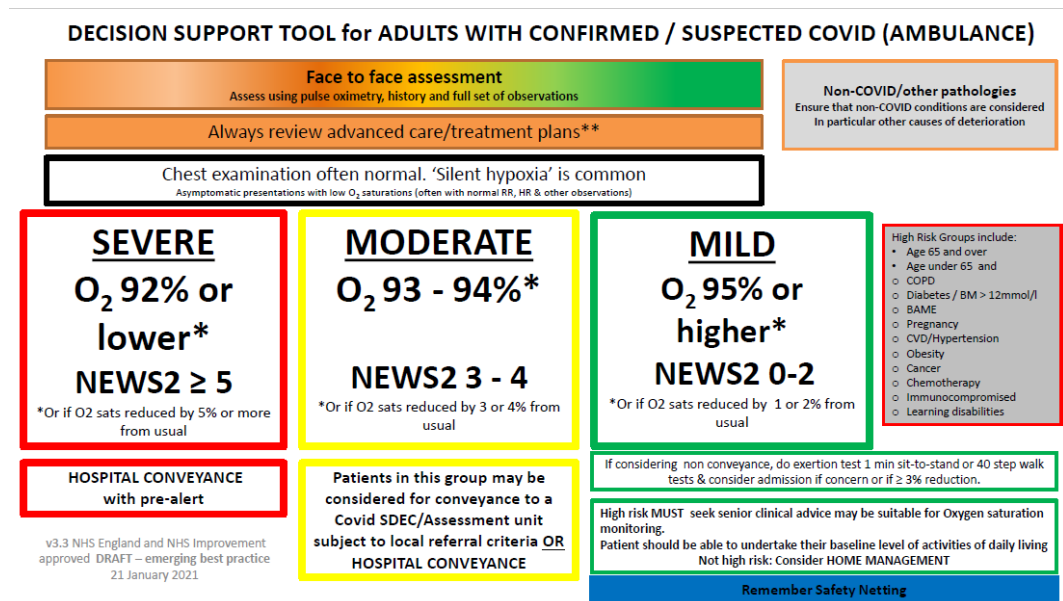 DECISION SUPPORT TOOL for ADULTS WITH CONFIRMED / SUSPECTED COVID (AMBULANCE)
Face to face assessment
Assess using pulse oximetry, history and full set of observations
Always review advanced care/treatment plans**
Non-COVID/other pathologies
Ensure that non-COVID conditions are considered
In particular other causes of deterioration
Chest examination often normal. ‘Silent hypoxia’ is common
Asymptomatic presentations with low O₂ saturations (often with normal RR, HR & other observations)
SEVERE
O₂ 92% or
lower*
NEWS2 ≥ 5
*Or if O2 sats reduced by 5% or more
from usual
HOSPITAL CONVEYANCE
with pre-alert
MODERATE
O₂ 93 - 94%*
NEWS2 3 - 4
*Or if O2 sats reduced by 3 or 4% from
usual
Patients in this group may be
considered for conveyance to a
Covid SDEC/Assessment unit
subject to local referral criteria OR
HOSPITAL CONVEYANCE
MILD
O₂ 95% or
higher*
NEWS2 0-2
*Or if O2 sats reduced by 1 or 2% from
usual
High Risk Groups include:
• Age 65 and over
• Age under 65 and
o COPD
o Diabetes / BM > 12mmol/l
o BAME
o Pregnancy
o CVD/Hypertension
o Obesity
o Cancer
o Chemotherapy
o Immunocompromised
o Learning disabilities
If considering non conveyance, do exertion test 1 min sit-to-stand or 40 step walk
tests & consider admission if concern or if ≥ 3% reduction.
High risk MUST seek senior clinical advice may be suitable for Oxygen saturation
monitoring.
Patient should be able to undertake their baseline level of activities of daily living
Not high risk: Consider HOME MANAGEMENT
Remember Safety Netting
v3.3 NHS England and NHS Improvement
approved DRAFT – emerging best practice
21 January 2021